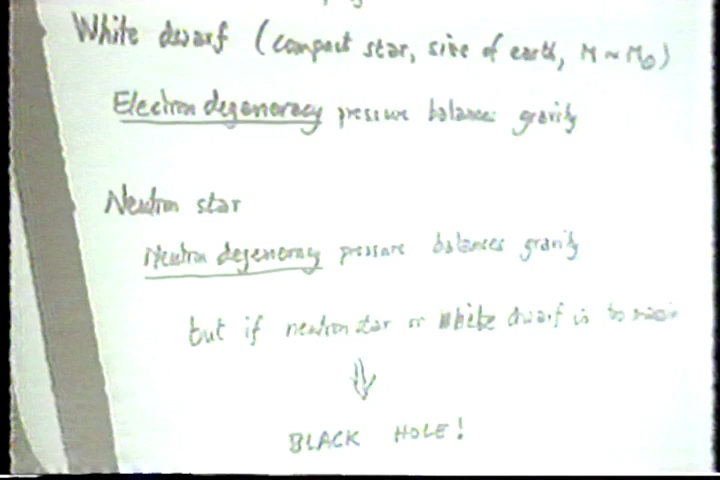 White dwarf (compact star, size of earth, M ~ M⊙)
Electron degeneracy pressure balances gravity
Neutron star
Neutron degeneracy pressure balances gravity
but if neutron star or white dwarf is too
BLACK HOLE!